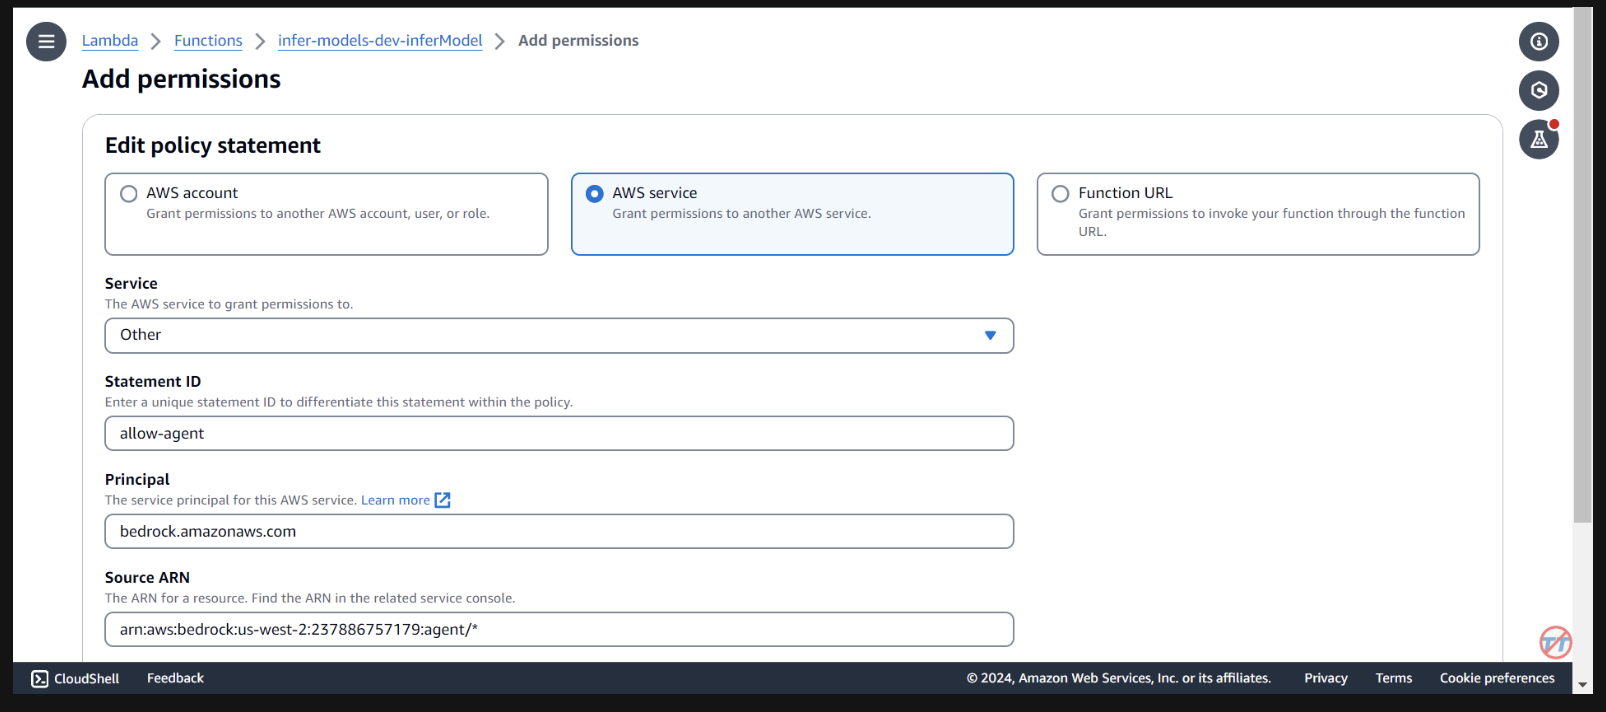 Lambda > Functions > infer-models-dev-inferModel > Add permissions
Add permissions
Edit policy statement
AWS account
Grant permissions to another AWS account, user, or role.
AWS service
Grant permissions to another AWS service.
Function URL
Grant permissions to invoke your function through the function
URL.
Service
The AWS service to grant permissions to.
Other
Statement ID
Enter a unique statement ID to differentiate this statement within the policy.
allow-agent
Principal
The service principal for this AWS service. Learn more
bedrock.amazonaws.com
Source ARN
The ARN for a resource. Find the ARN in the related service console.
arn:aws:bedrock:us-west-2:237886757179:agent/*
TT
CloudShell Feedback © 2024, Amazon Web Services, Inc. or its affiliates. Privacy Terms Cookie preferences